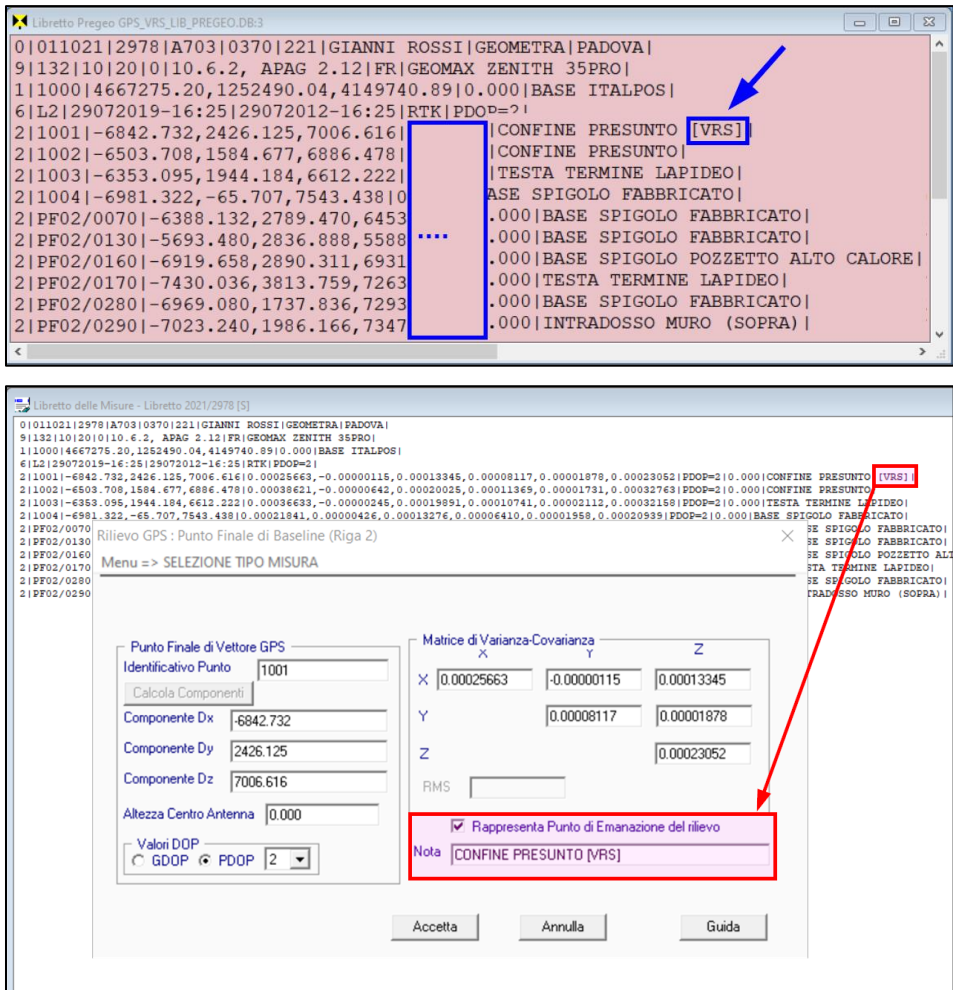 Libretto Pregeo GPS_VRS_LIB_PREGEO.DB:3
0|011021|2978|A703|0370|221|GIANNI ROSSI|GEOMETRA|PADOVA|
9|132|10|20|0|10.6.2, APAG 2.12|FR|GEOMAX ZENITH 35PRO|
1|1000|4667275.20,1252490.04,4149740.89|0.000|BASE ITALPOS|
6|L2|29072019-16:25|29072012-16:25|RTK|PDOP=2|
2|1001|-6842.732,2426.125,7006.616| |CONFINE PRESUNTO [VRS]|
2|1002|-6503.708,1584.677,6886.478| |CONFINE PRESUNTO|
2|1003|-6353.095,1944.184,6612.222| |TESTA TERMINE LAPIDEO|
2|1004|-6981.322,-65.707,7543.438|0 ASE SPIGOLO FABBRICATO|
2|PF02/0070|-6388.132,2789.470,6453 .000|BASE SPIGOLO FABBRICATO|
2|PF02/0130|-5693.480,2836.888,5588 .... .000|BASE SPIGOLO FABBRICATO|
2|PF02/0160|-6919.658,2890.311,6931 .000|BASE SPIGOLO POZZETTO ALTO CALORE|
2|PF02/0170|-7430.036,3813.759,7263 .000|TESTA TERMINE LAPIDEO|
2|PF02/0280|-6969.080,1737.836,7293 .000|BASE SPIGOLO FABBRICATO|
2|PF02/0290|-7023.240,1986.166,7347 .000|INTRADOSSO MURO (SOPRA)|
Libretto delle Misure - Libretto 2021/2978 [S]
0|011021|2978|A703|0370|221|GIANNI ROSSI|GEOMETRA|PADOVA|
9|132|10|20|0|10.6.2, APAG 2.12|FR|GEOMAX ZENITH 35PRO|
1|1000|4667275.20,1252490.04,4149740.89|0.000|BASE ITALPOS|
6|L2|29072019-16:25|29072012-16:25|RTK|PDOP=2|
2|1001|-6842.732,2426.125,7006.616|0.00025663,-0.00000115,0.00013345,0.00008117,0.00001878,0.00023052|PDOP=2|0.000|CONFINE PRESUNTO [VRS]|
2|1002|-6503.708,1584.677,6886.478|0.00038621,-0.00000642,0.00020025,0.00011369,0.00001731,0.00032763|PDOP=2|0.000|CONFINE PRESUNTO|
2|1003|-6353.095,1944.184,6612.222|0.00036633,-0.00000245,0.00019891,0.00010741,0.00002112,0.00032158|PDOP=2|0.000|TESTA TERMINE LAPIDEO|
2|1004|-6981.322,-65.707,7543.438|0.00021841,0.00000426,0.00013276,0.00006410,0.00001958,0.00020939|PDOP=2|0.000|BASE SPIGOLO FABBRICATO|
2|PF02/0070 SE SPIGOLO FABBRICATO|
2|PF02/0130 SE SPIGOLO FABBRICATO|
2|PF02/0160 SE SPIGOLO POZZETTO ALT
2|PF02/0170 STA TERMINE LAPIDEO|
2|PF02/0280 SE SPIGOLO FABBRICATO|
2|PF02/0290 TRADOSSO MURO (SOPRA)|
Rilievo GPS : Punto Finale di Baseline (Riga 2)
Menu => SELEZIONE TIPO MISURA
Punto Finale di Vettore GPS
Identificativo Punto 1001
Calcola Componenti
Componente Dx -6842.732
Componente Dy 2426.125
Componente Dz 7006.616
Altezza Centro Antenna 0.000
Valori DOP
GDOP PDOP 2
Matrice di Varianza-Covarianza
X Y Z
X 0.00025663 -0.00000115 0.00013345
Y 0.00008117 0.00001878
Z 0.00023052
RMS
Rappresenta Punto di Emanazione del rilievo
Nota CONFINE PRESUNTO [VRS]
Accetta Annulla Guida